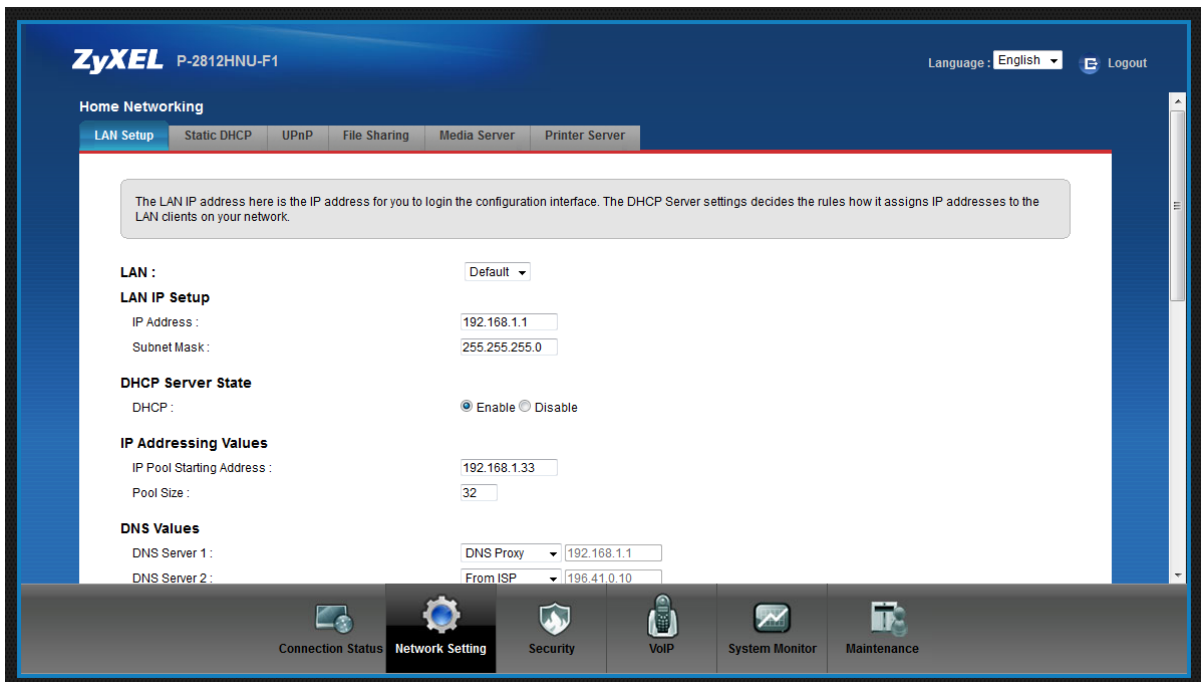 ZyXEL P-2812HNU-F1
Language : English
Logout
Home Networking
LAN Setup Static DHCP UPnP File Sharing Media Server Printer Server
The LAN IP address here is the IP address for you to login the configuration interface. The DHCP Server settings decides the rules how it assigns IP addresses to the
LAN clients on your network.
LAN : Default
LAN IP Setup
IP Address : 192.168.1.1
Subnet Mask : 255.255.255.0
DHCP Server State
DHCP : Enable Disable
IP Addressing Values
IP Pool Starting Address : 192.168.1.33
Pool Size : 32
DNS Values
DNS Server 1 : DNS Proxy 192.168.1.1
DNS Server 2 : From ISP 196.41.0.10
Connection Status Network Setting Security VoIP System Monitor Maintenance